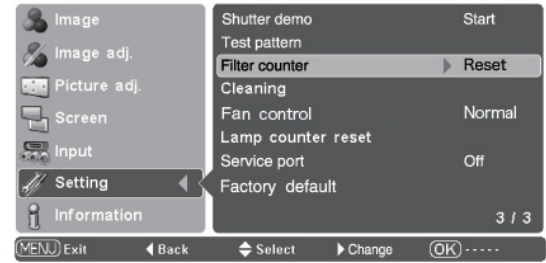 Image
Image adj.
Picture adj.
Screen
Input
Setting
Information
Shutter demo Start
Test pattern
Filter counter Reset
Cleaning
Fan control Normal
Lamp counter reset
Service port Off
Factory default
3 / 3
MENU Exit Back Select Change OK -----